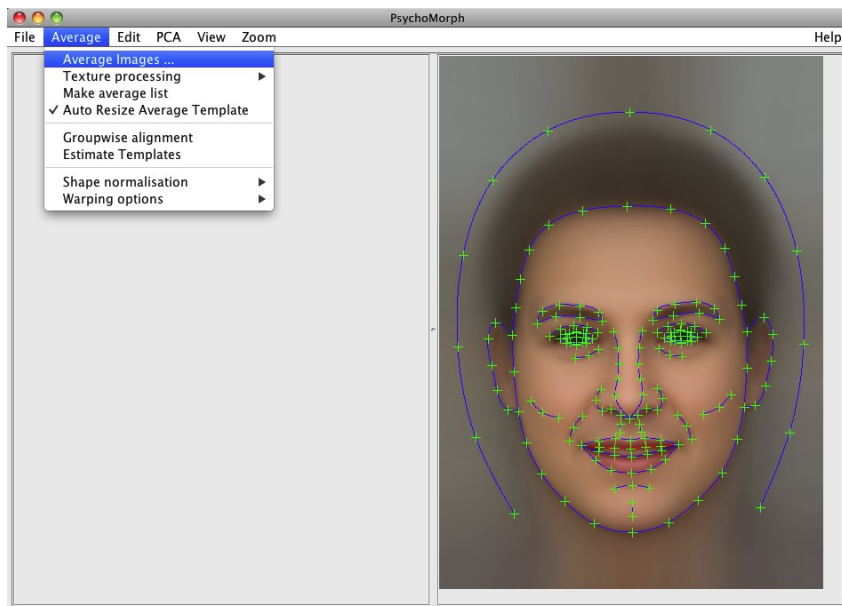 PsychoMorph
File Average Edit PCA View Zoom Help
Average Images ...
Texture processing
Make average list
✓ Auto Resize Average Template
Groupwise alignment
Estimate Templates
Shape normalisation
Warping options